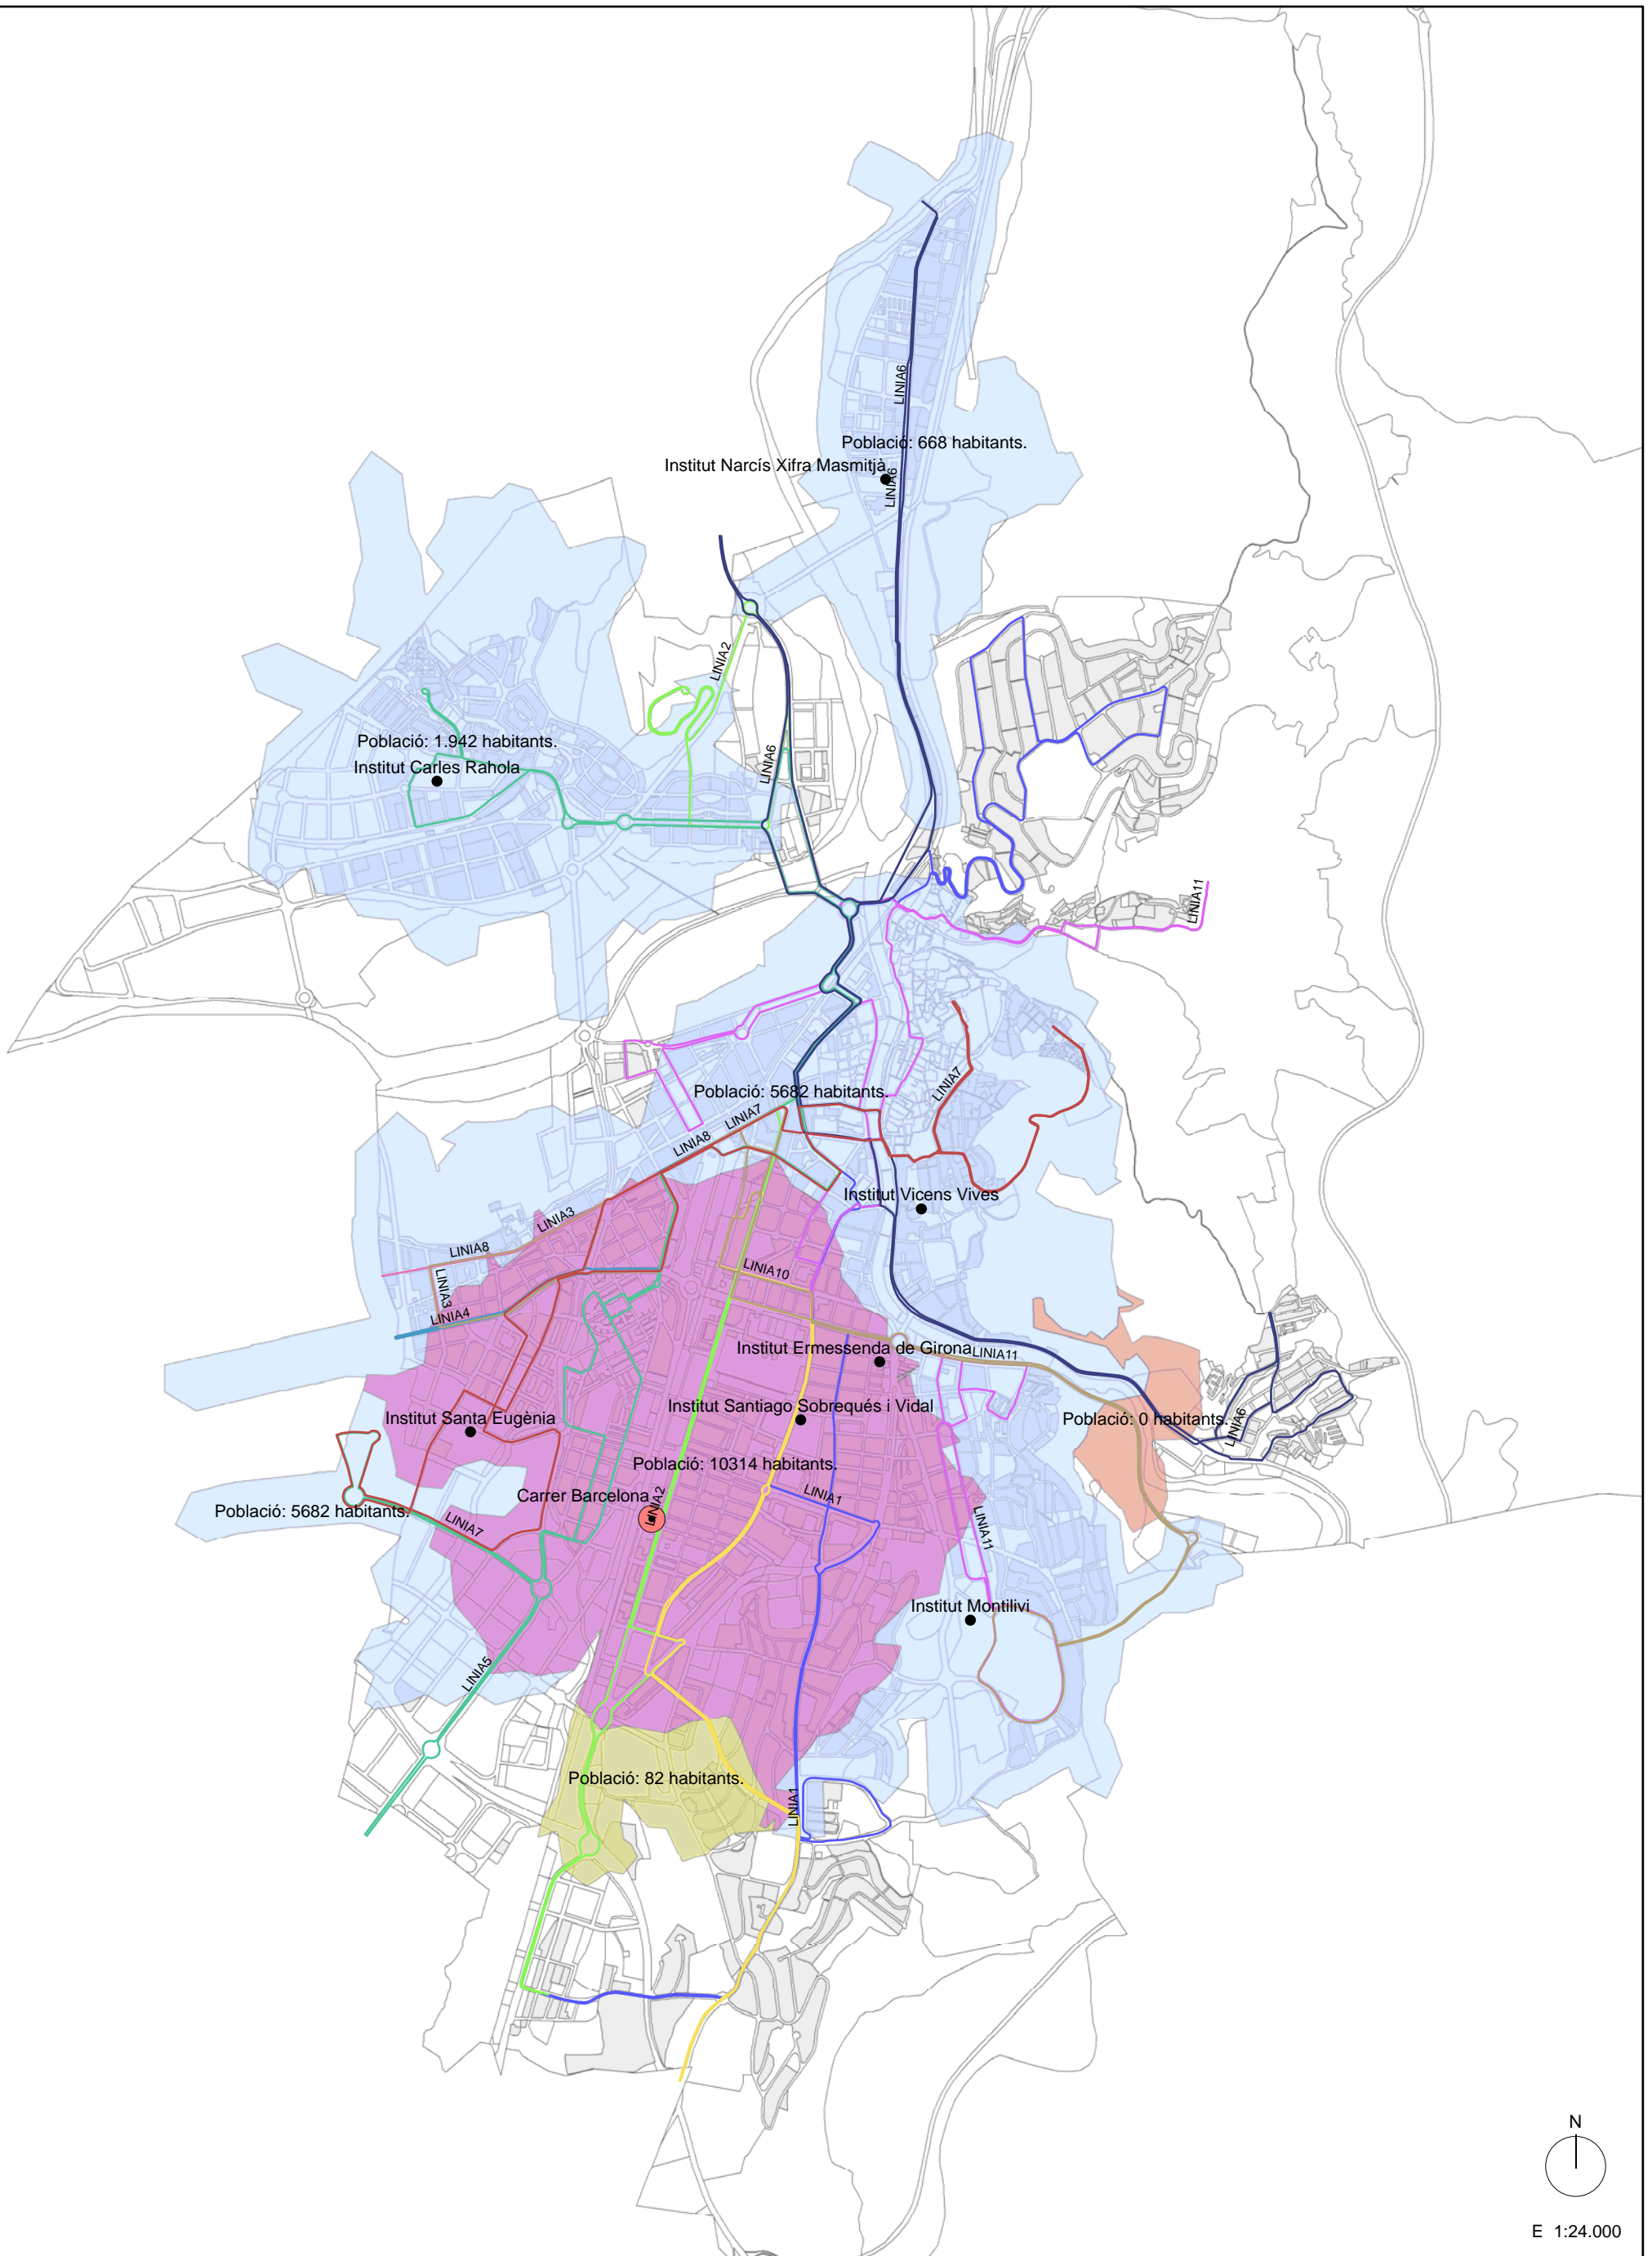 LINIA6
Població: 668 habitants.
Institut Narcís Xifra Masmitjà
LINIA6
LINIA2
Població: 1.942 habitants.
LINIA6
Institut Carles Rahola
LINIA11
LINIA7
Població: 5682 habitants.
LINIA7
LINIA8
Institut Vicens Vives
LINIA3
LINIA8
LINIA10
LINIA3
LINIA4
Institut Ermessenda de Girona
LINIA11
Institut Santiago Sobrequés i Vidal
Institut Santa Eugènia
Població: 0 habitants.
LINIA6
Població: 10314 habitants.
Carrer Barcelona
LINIA2
LINIA1
Població: 5682 habitants.
LINIA7
LINIA11
Institut Montilivi
LINIA5
Població: 82 habitants.
LINIA1
N
E 1:24.000